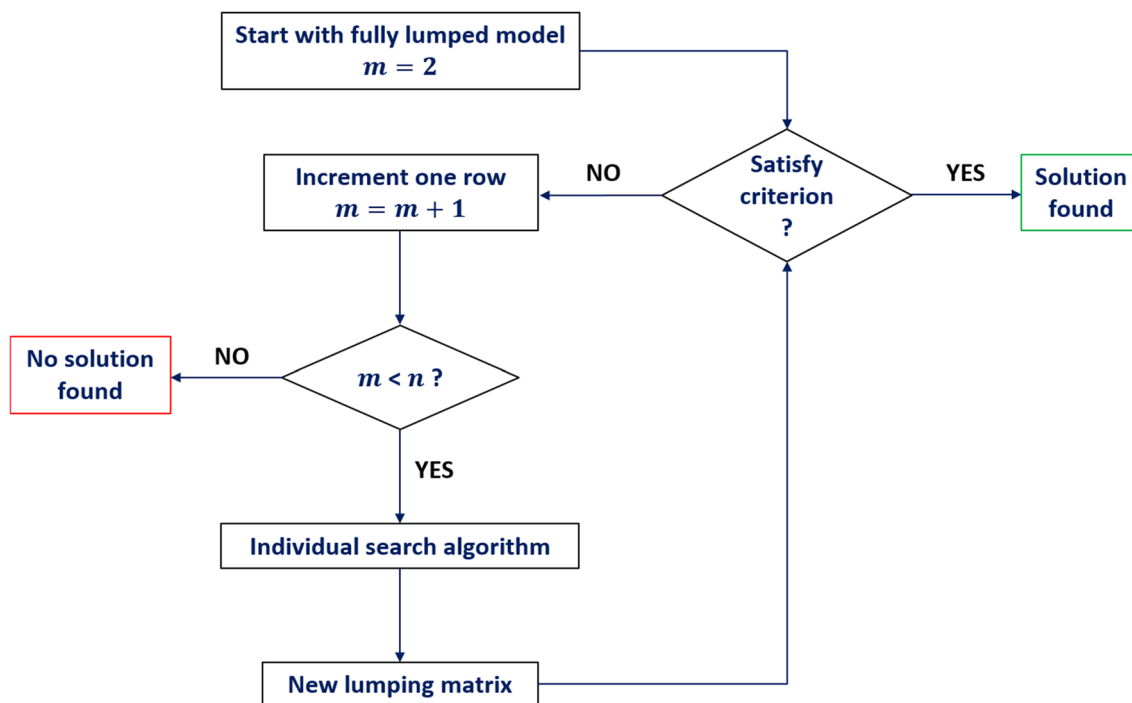 Start with fully lumped model
m = 2
Satisfy
criterion
?
YES
Solution
found
NO
Increment one row
m = m + 1
m < n ?
NO
No solution
found
YES
Individual search algorithm
New lumping matrix